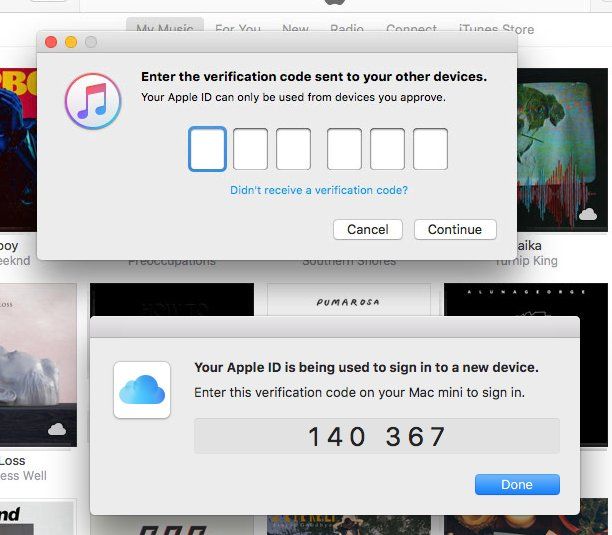 My Music For You New Radio Connect iTunes Store
Enter the verification code sent to your other devices.
Your Apple ID can only be used from devices you approve.
Didn't receive a verification code?
Cancel Continue
boy
aika
eeknd
Preoccupations
Southern Shores
Turnip King
PUMAROSA
ALUNAGEORGE
Your Apple ID is being used to sign in to a new device.
Enter this verification code on your Mac mini to sign in.
140 367
Loss
ess Well
Done
nd